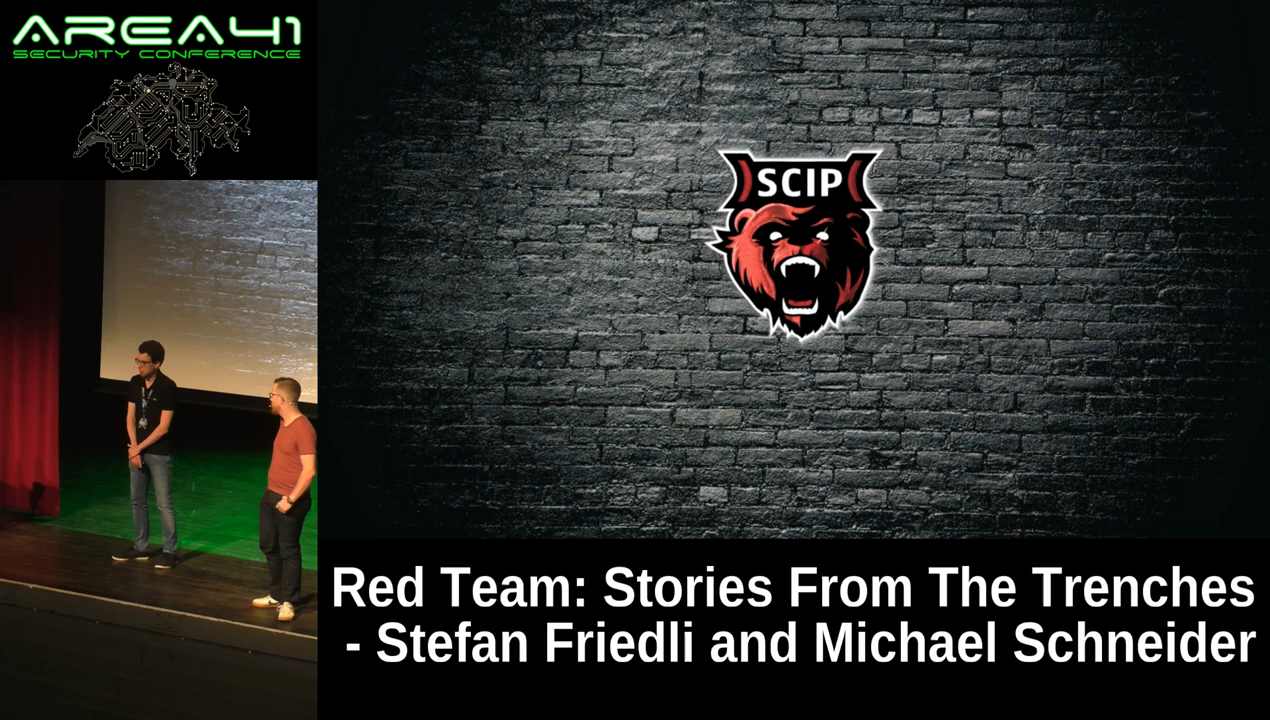 AREA41
SECURITY CONFERENCE
SCIP
Red Team: Stories From The Trenches
- Stefan Friedli and Michael Schneider